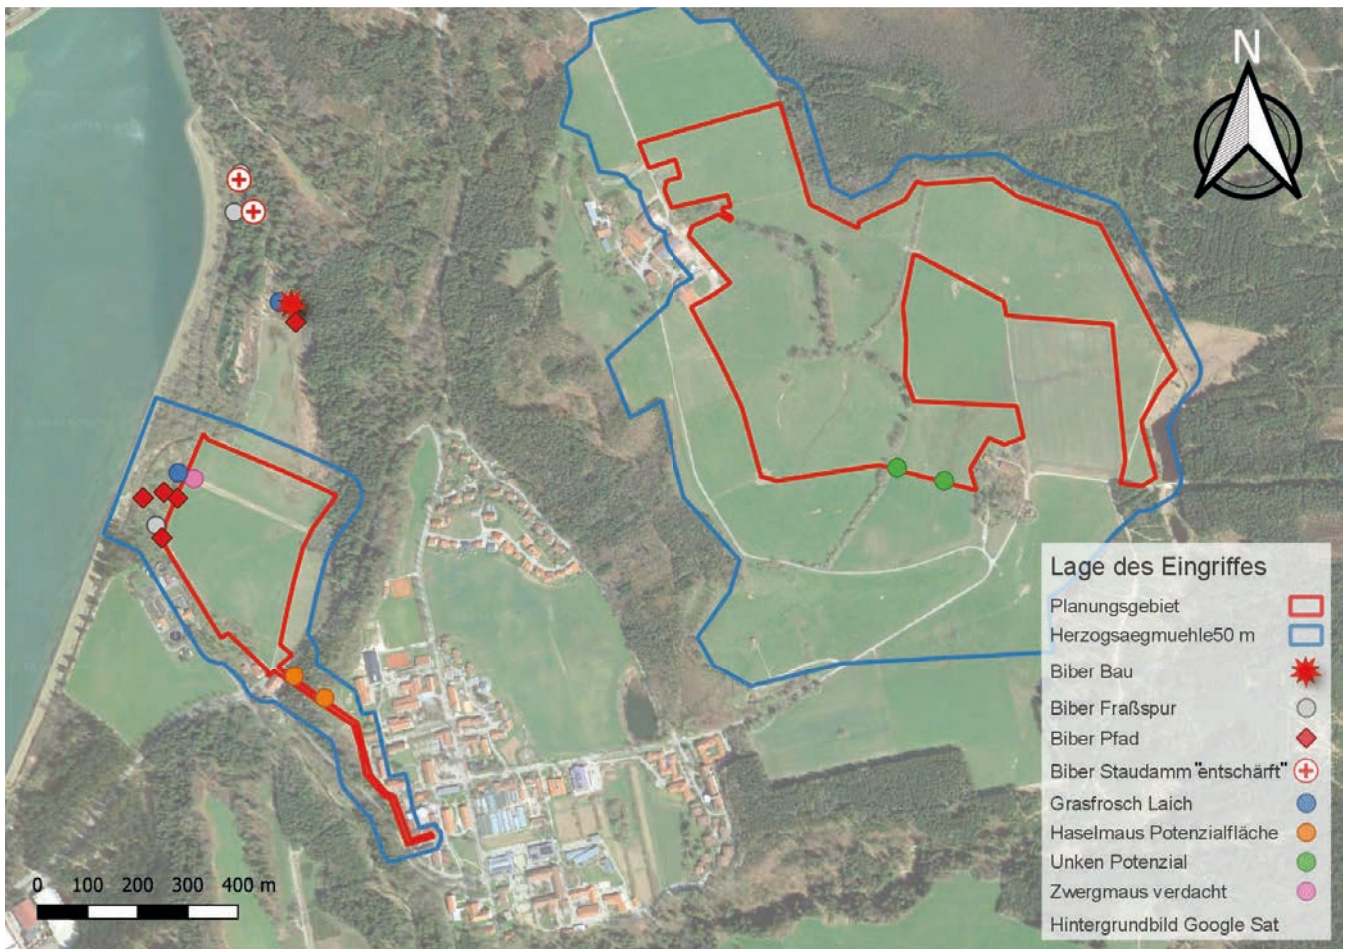 N
Lage des Eingriffes
Planungsgebiet
Herzogsaegmuehle50 m
Biber Bau
Biber Fraßspur
Biber Pfad
Biber Staudamm "entschärft"
Grasfrosch Laich
Haselmaus Potenzialfläche
Unken Potenzial
Zwergmaus verdacht
Hintergrundbild Google Sat
0 100 200 300 400 m